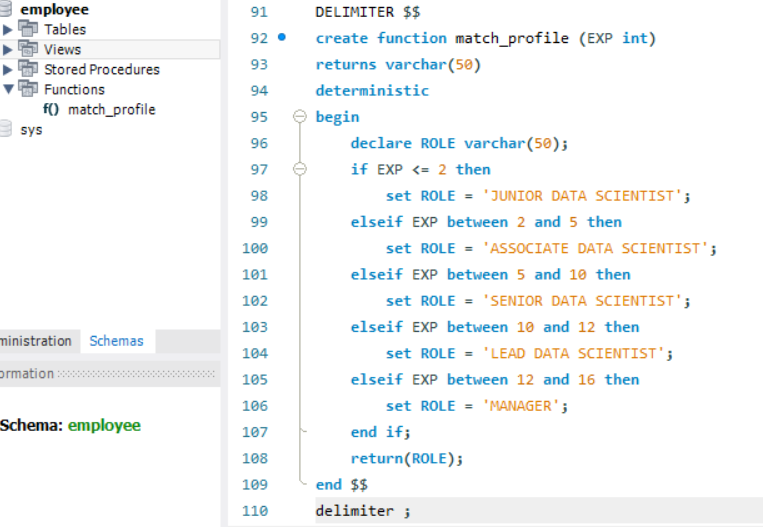 employee
Tables
Views
Stored Procedures
Functions
f() match_profile
sys
ministration Schemas
ormation
Schema: employee
91 DELIMITER $$
92 create function match_profile (EXP int)
93 returns varchar(50)
94 deterministic
95 begin
96 declare ROLE varchar(50);
97 if EXP <= 2 then
98 set ROLE = 'JUNIOR DATA SCIENTIST';
99 elseif EXP between 2 and 5 then
100 set ROLE = 'ASSOCIATE DATA SCIENTIST';
101 elseif EXP between 5 and 10 then
102 set ROLE = 'SENIOR DATA SCIENTIST';
103 elseif EXP between 10 and 12 then
104 set ROLE = 'LEAD DATA SCIENTIST';
105 elseif EXP between 12 and 16 then
106 set ROLE = 'MANAGER';
107 end if;
108 return(ROLE);
109 end $$
110 delimiter ;